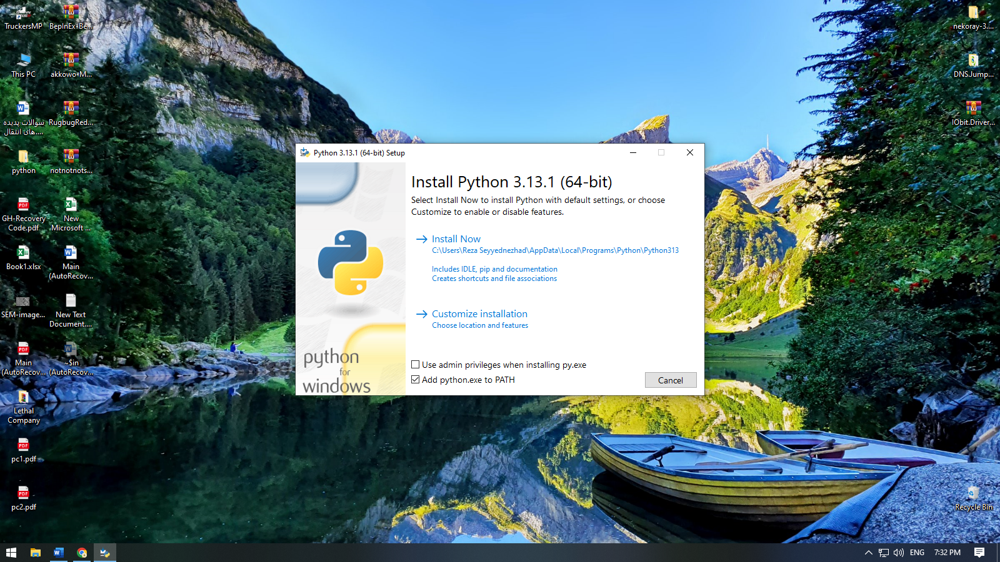 TruckersMP
BepInEx-Be...
This PC
akkowo-M...
سوالات پدیده
های انتقال....
RugbugRed...
python
notnotnots...
GH-Recovery
Code.pdf
New
Microsoft ...
Book1.xlsx
Main
(AutoRecov...
SEM-image...
New Text
Document....
Main
(AutoRecov...
~$in
(AutoRecov...
Lethal
Company
pc1.pdf
pc2.pdf
Python 3.13.1 (64-bit) Setup
Install Python 3.13.1 (64-bit)
Select Install Now to install Python with default settings, or choose
Customize to enable or disable features.
Install Now
C:\Users\Reza Seyyednezhad\AppData\Local\Programs\Python\Python313
Includes IDLE, pip and documentation
Creates shortcuts and file associations
Customize installation
Choose location and features
Use admin privileges when installing py.exe
Add python.exe to PATH
Cancel
python
for
windows
nekoray-3....
DNS.Jump...
IObit.Driver...
Recycle Bin
ENG
7:32 PM